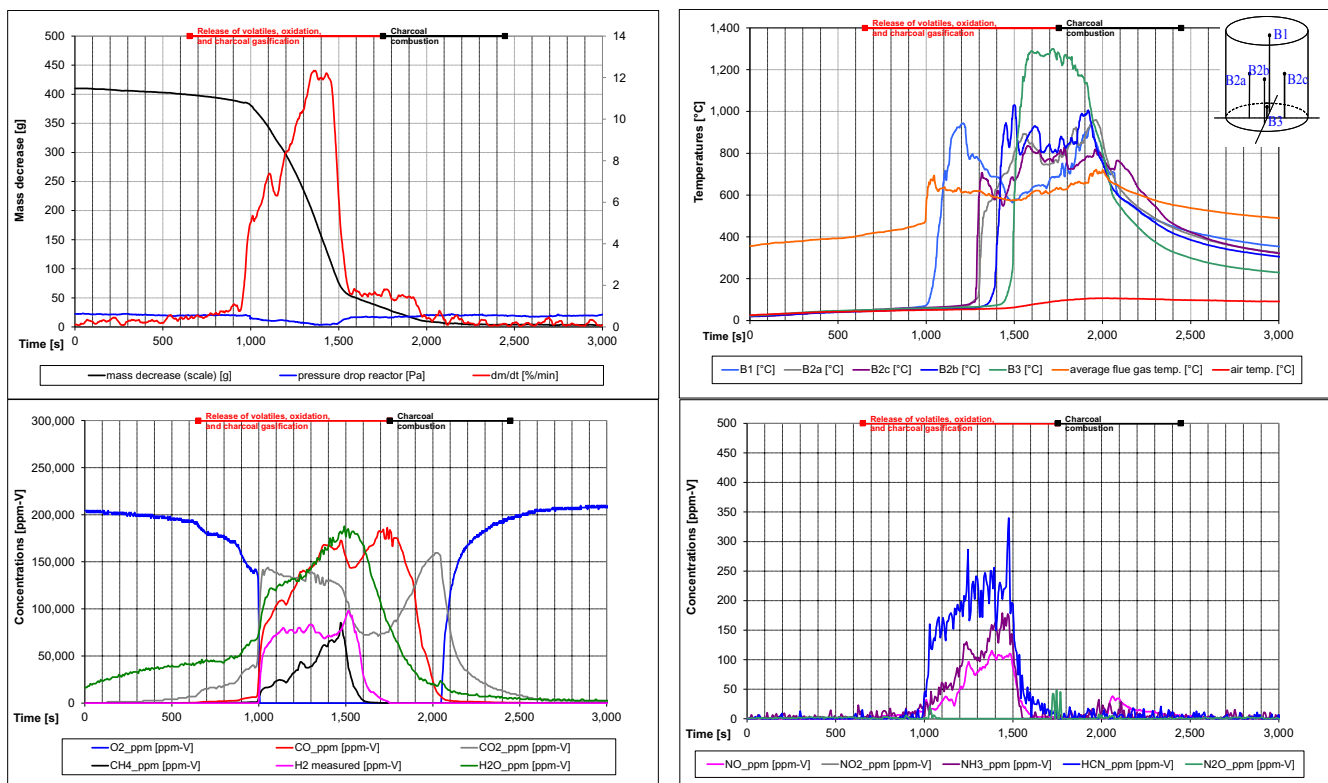 Release of volatiles, oxidation,
and charcoal gasification
Charcoal
combustion
500
450
400
350
300
250
200
150
100
50
0
Mass decrease [g]
14
12
10
8
6
4
2
0
0
500
1,000
1,500
2,000
2,500
3,000
Time [s]
mass decrease (scale) [g]
pressure drop reactor [Pa]
dm/dt [%/min]
Release of volatiles, oxidation,
and charcoal gasification
Charcoal
combustion
1,400
1,200
1,000
800
600
400
200
0
Temperatures [°C]
B1
B2a
B2b
B2c
B3
0
500
1,000
1,500
2,000
2,500
3,000
Time [s]
B1 [°C]
B2a [°C]
B2c [°C]
B2b [°C]
B3 [°C]
average flue gas temp. [°C]
air temp. [°C]
Release of volatiles, oxidation,
and charcoal gasification
Charcoal
combustion
300,000
250,000
200,000
150,000
100,000
50,000
0
Concentrations [ppm-V]
0
500
1,000
1,500
2,000
2,500
3,000
Time [s]
O2_ppm [ppm-V]
CO_ppm [ppm-V]
CO2_ppm [ppm-V]
CH4_ppm [ppm-V]
H2 measured [ppm-V]
H2O_ppm [ppm-V]
Release of volatiles, oxidation,
and charcoal gasification
Charcoal
combustion
500
450
400
350
300
250
200
150
100
50
0
Concentrations [ppm-V]
0
500
1,000
1,500
2,000
2,500
3,000
Time [s]
NO_ppm [ppm-V]
NO2_ppm [ppm-V]
NH3_ppm [ppm-V]
HCN_ppm [ppm-V]
N2O_ppm [ppm-V]